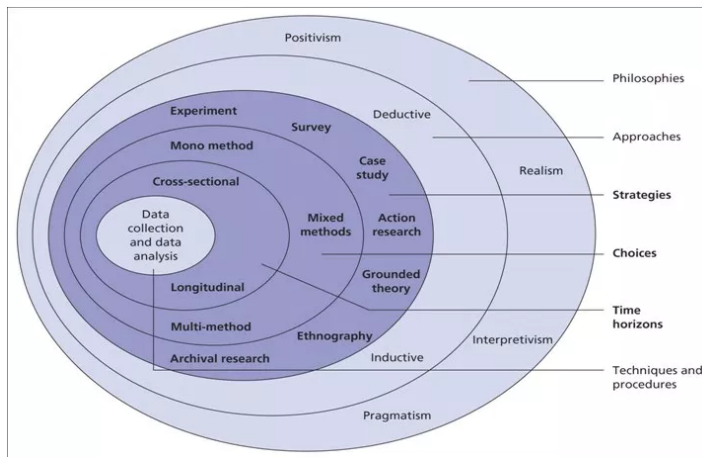 Positivism
Philosophies
Experiment
Survey
Deductive
Approaches
Mono method
Case
study
Realism
Cross-sectional
Strategies
Data
collection
and data
analysis
Mixed
methods
Action
research
Choices
Grounded
theory
Longitudinal
Time
horizons
Multi-method
Ethnography
Interpretivism
Archival research
Inductive
Techniques and
procedures
Pragmatism